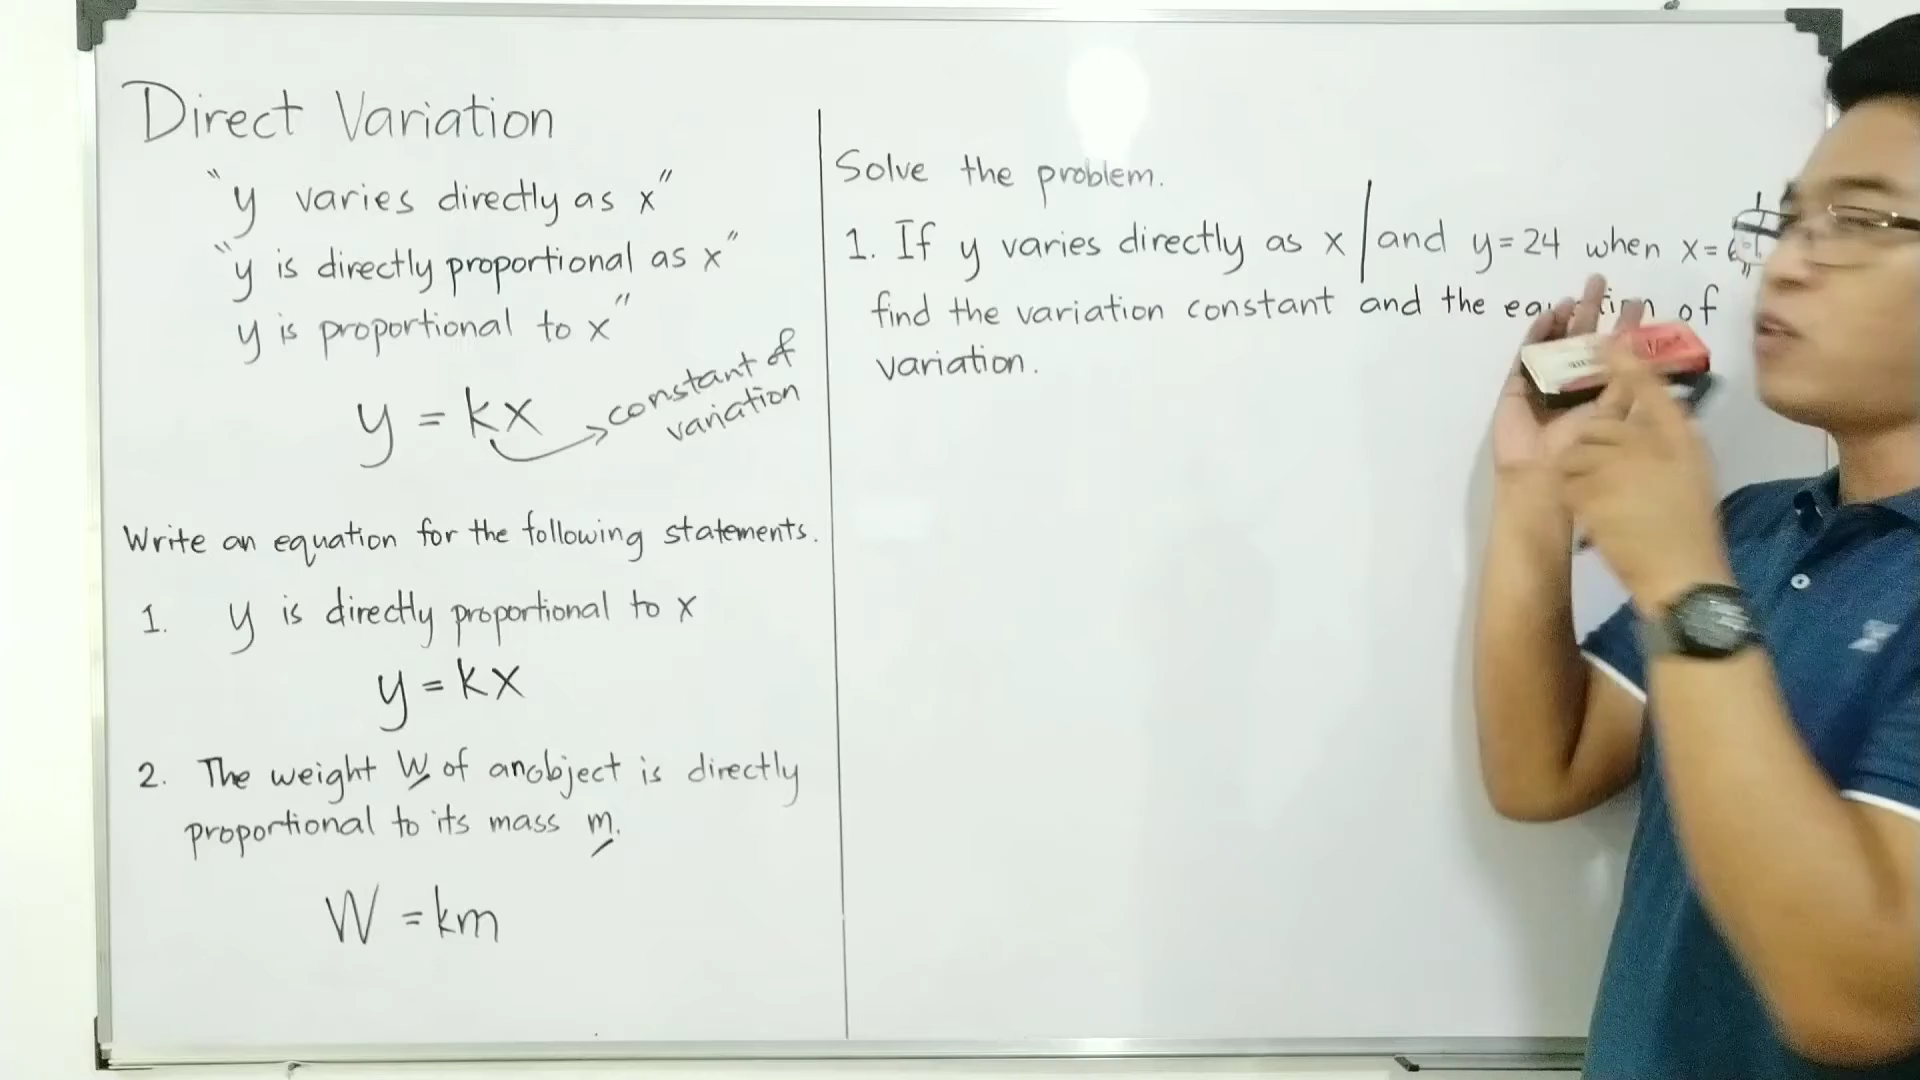 Direct Variation
"y varies directly as x"
"y is directly proportional as x"
y is proportional to x"
y = kx
constant of
variation
Write an equation for the following statements.
1. y is directly proportional to x
y = kx
2. The weight W of an object is directly
proportional to its mass m.
W = km
Solve the problem.
1. If y varies directly as x | and y = 24 when x =
find the variation constant and the of
variation.